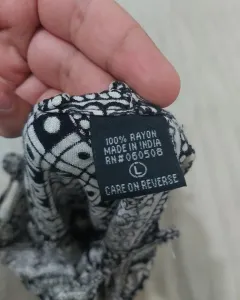 100% RAYON
MADE IN INDIA
RN#060508
L
CARE ON REVERSE